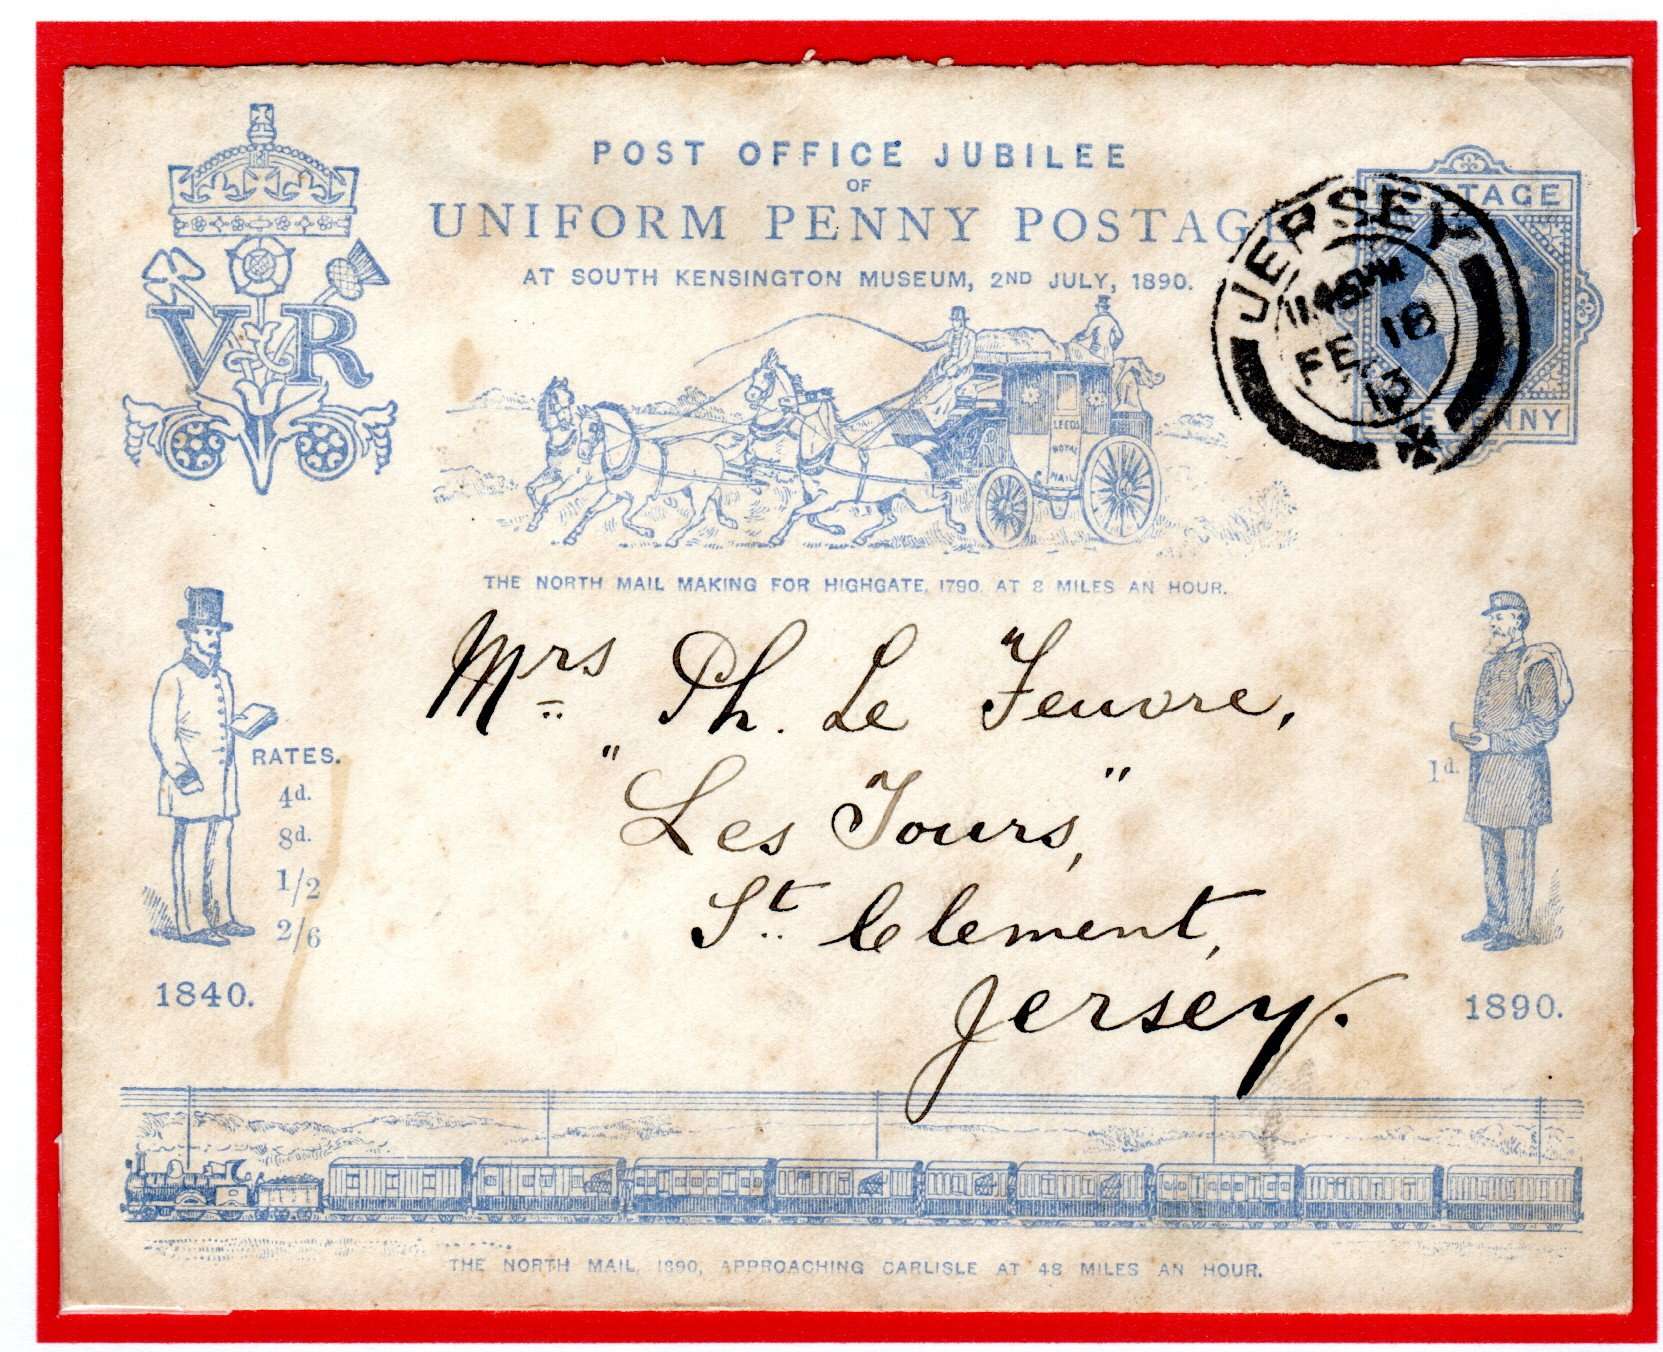 POST OFFICE JUBILEE
OF
UNIFORM PENNY POSTAGE
AT SOUTH KENSINGTON MUSEUM, 2ND JULY, 1890.
V R
POSTAGE
PENNY
JERSEY
FE 18
13
LEEDS
ROYAL
MAIL
THE NORTH MAIL MAKING FOR HIGHGATE, 1790, AT 8 MILES AN HOUR.
Mrs Ph. Le Feuvre,
"Les Tours,"
St. Clement,
Jersey.
RATES.
4d.
8d.
1/2
2/6
1840.
1d.
1890.
THE NORTH MAIL, 1890, APPROACHING CARLISLE AT 48 MILES AN HOUR.